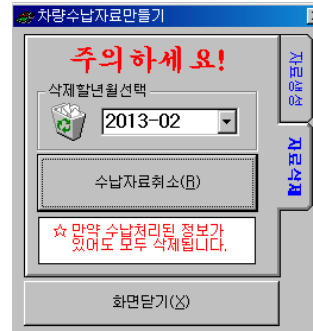 차량수납자료만들기
주의하세요!
자료생성
삭제할년월선택
2013-02
자료삭제
수납자료취소(R)
☆ 만약 수납처리된 정보가
있어도 모두 삭제됩니다.
화면닫기(X)